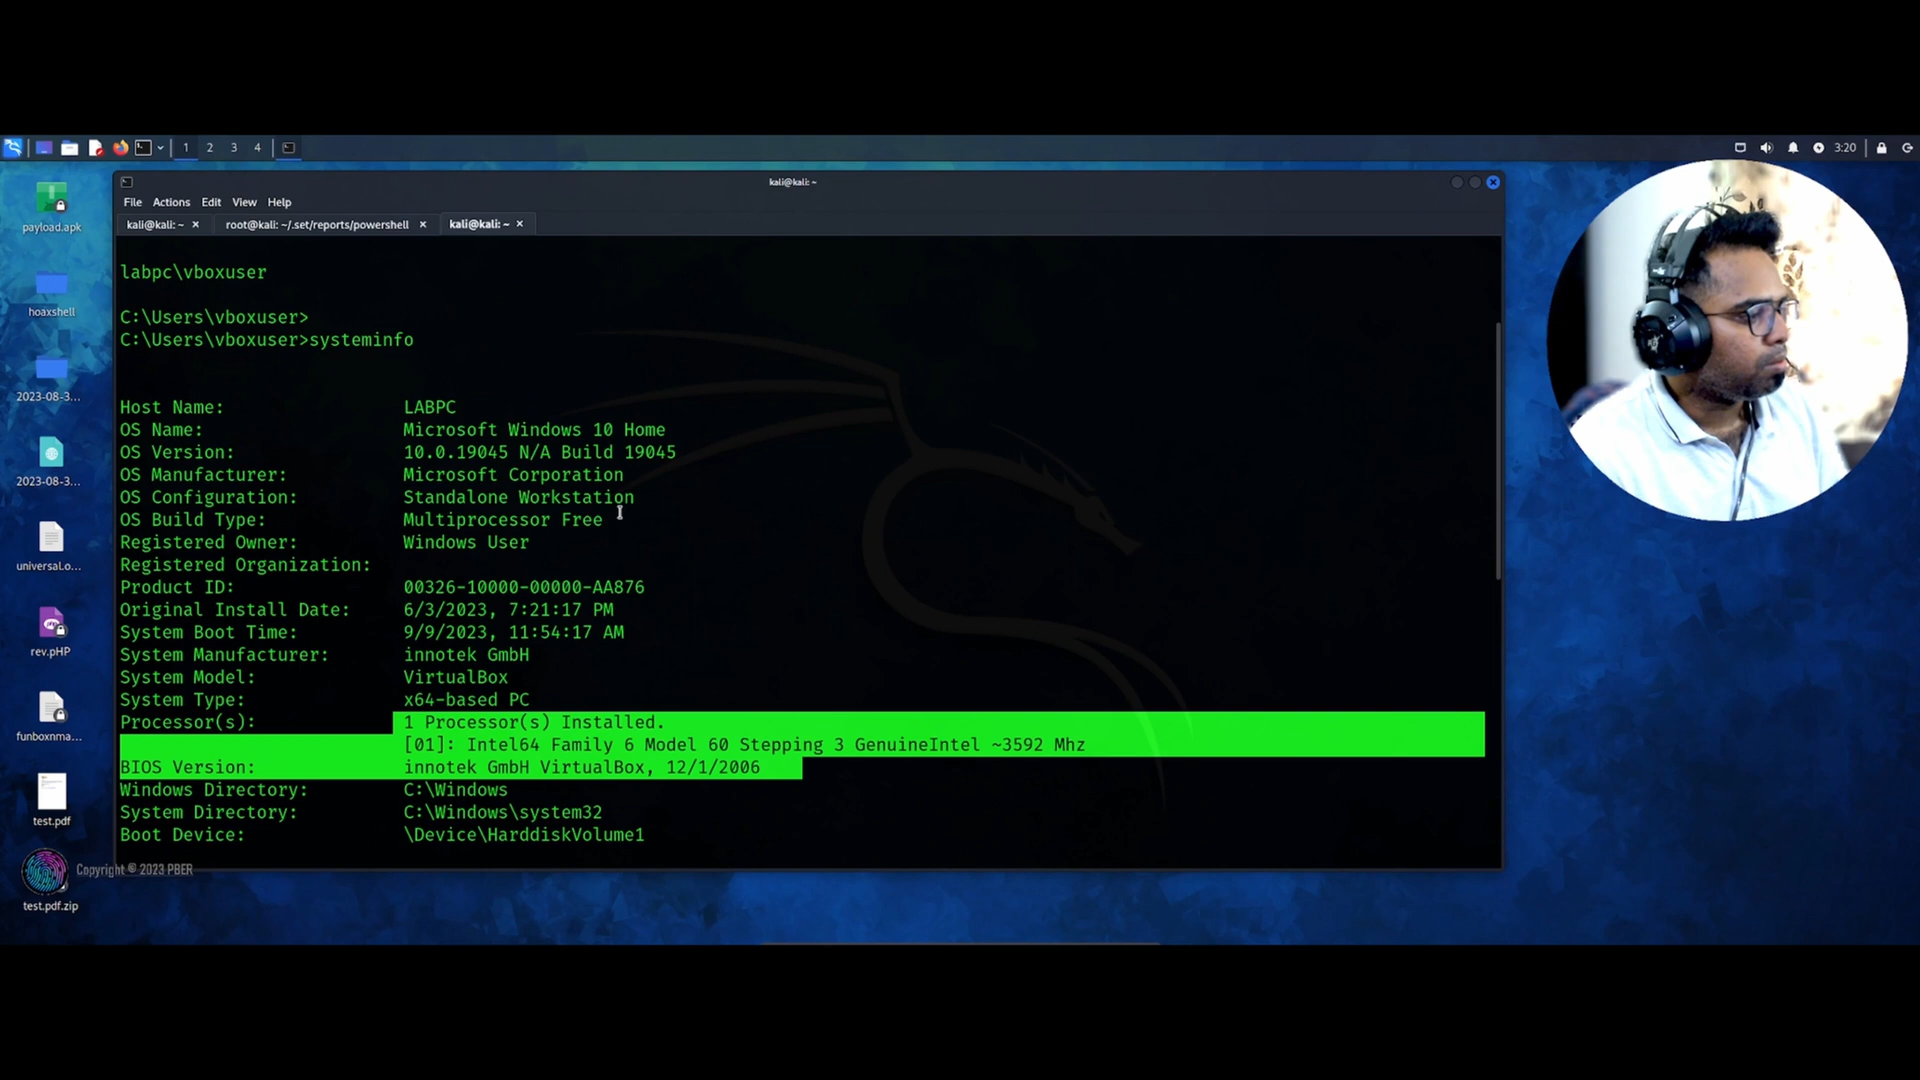 1 2 3 4
3:20
kali@kali: ~
File Actions Edit View Help
kali@kali: ~ × root@kali: ~/.set/reports/powershell × kali@kali: ~ ×
payload.apk
hoaxshell
2023-08-3...
2023-08-3...
universal.o...
rev.pHP
funboxnma...
test.pdf
test.pdf.zip
labpc\vboxuser
C:\Users\vboxuser>
C:\Users\vboxuser>systeminfo
Host Name: LABPC
OS Name: Microsoft Windows 10 Home
OS Version: 10.0.19045 N/A Build 19045
OS Manufacturer: Microsoft Corporation
OS Configuration: Standalone Workstation
OS Build Type: Multiprocessor Free
Registered Owner: Windows User
Registered Organization:
Product ID: 00326-10000-00000-AA876
Original Install Date: 6/3/2023, 7:21:17 PM
System Boot Time: 9/9/2023, 11:54:17 AM
System Manufacturer: innotek GmbH
System Model: VirtualBox
System Type: x64-based PC
Processor(s): 1 Processor(s) Installed.
[01]: Intel64 Family 6 Model 60 Stepping 3 GenuineIntel ~3592 Mhz
BIOS Version: innotek GmbH VirtualBox, 12/1/2006
Windows Directory: C:\Windows
System Directory: C:\Windows\system32
Boot Device: \Device\HarddiskVolume1
Copyright © 2023 PBER